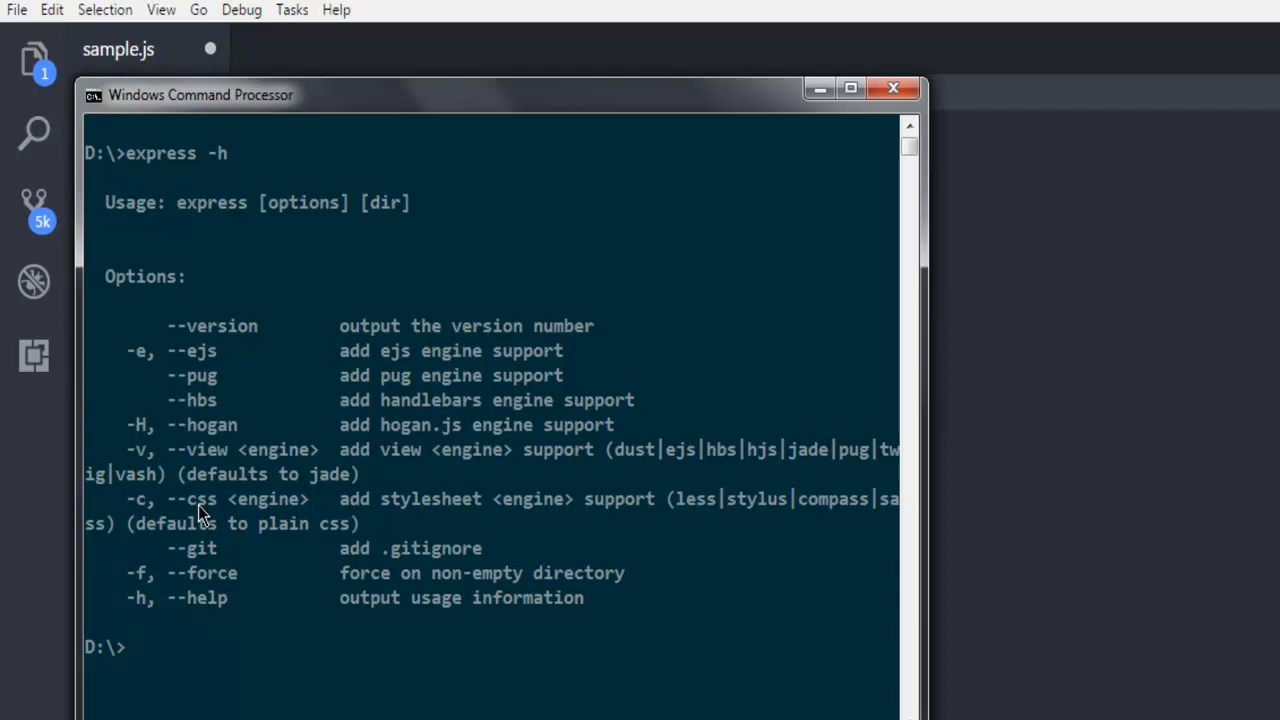 File Edit Selection View Go Debug Tasks Help
sample.js
1
Windows Command Processor
D:\>express -h
Usage: express [options] [dir]
Options:
--version output the version number
-e, --ejs add ejs engine support
--pug add pug engine support
--hbs add handlebars engine support
-H, --hogan add hogan.js engine support
-v, --view <engine> add view <engine> support (dust|ejs|hbs|hjs|jade|pug|tw
ig|vash) (defaults to jade)
-c, --css <engine> add stylesheet <engine> support (less|stylus|compass|sa
ss) (defaults to plain css)
--git add .gitignore
-f, --force force on non-empty directory
-h, --help output usage information
D:\>
5k